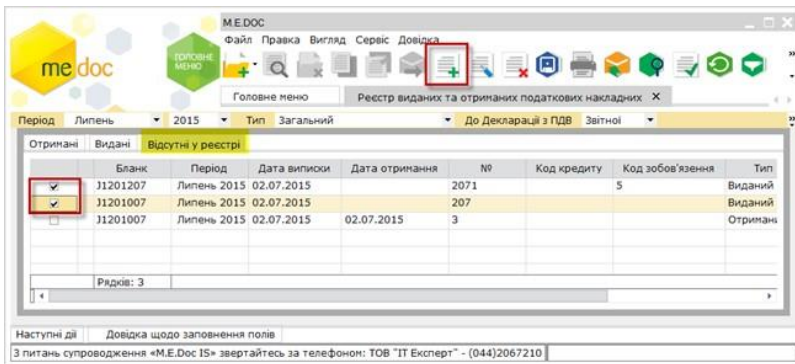 M.E.DOC
Файл Правка Вигляд Сервіс Довідка
me doc
ГОЛОВНЕ МЕНЮ
Головне меню Реєстр виданих та отриманих податкових накладних X
Період Липень 2015 Тип Загальний До Декларації з ПДВ Звітної
Отримані Видані Відсутні у реєстрі
Бланк Період Дата виписки Дата отримання № Код кредиту Код зобов'язення Тип
J1201207 Липень 2015 02.07.2015 2071 5 Виданий
J1201007 Липень 2015 02.07.2015 207 Виданий
J1201007 Липень 2015 02.07.2015 02.07.2015 3 Отримань
Рядків: 3
Наступні дії Довідка щодо заповнення полів
З питань супроводження «M.E.Doc IS» звертайтесь за телефоном: ТОВ "ІТ Експерт" - (044)2067210